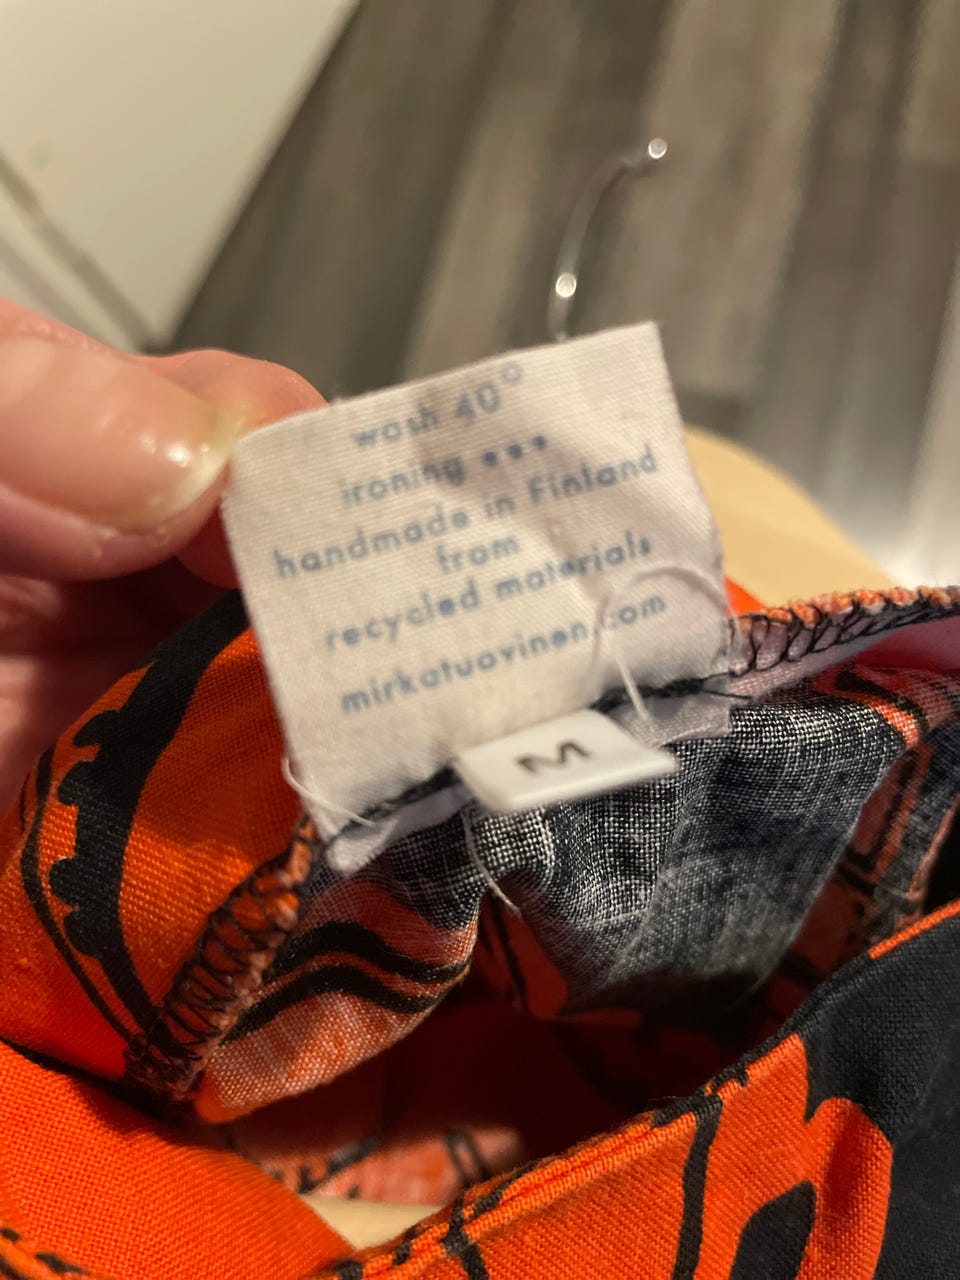 wash 40°
ironing •••
handmade in Finland
from
recycled materials
mirkatuovinen.com
M